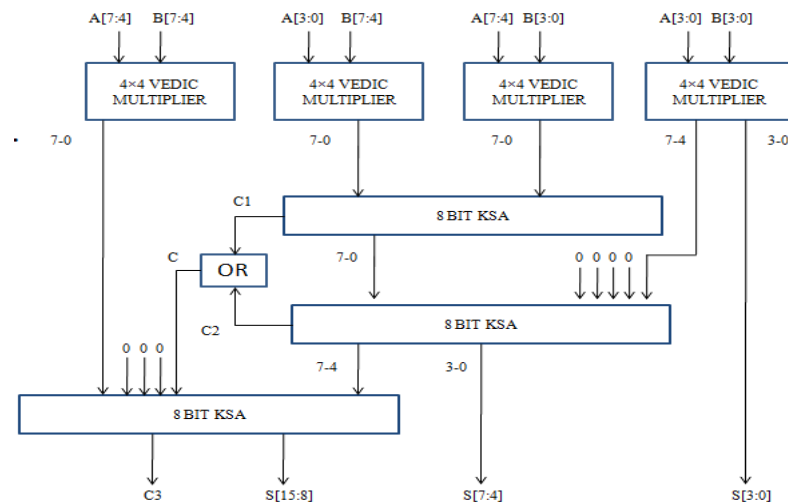 A[7:4] B[7:4] A[3:0] B[7:4] A[7:4] B[3:0] A[3:0] B[3:0]
4×4 VEDIC MULTIPLIER
4×4 VEDIC MULTIPLIER
4×4 VEDIC MULTIPLIER
4×4 VEDIC MULTIPLIER
7-0 7-0 7-0 7-4 3-0
C1 8 BIT KSA
C OR 7-0 0 0 0 0
C2 8 BIT KSA
0 0 0 7-4 3-0
8 BIT KSA
C3 S[15:8] S[7:4] S[3:0]